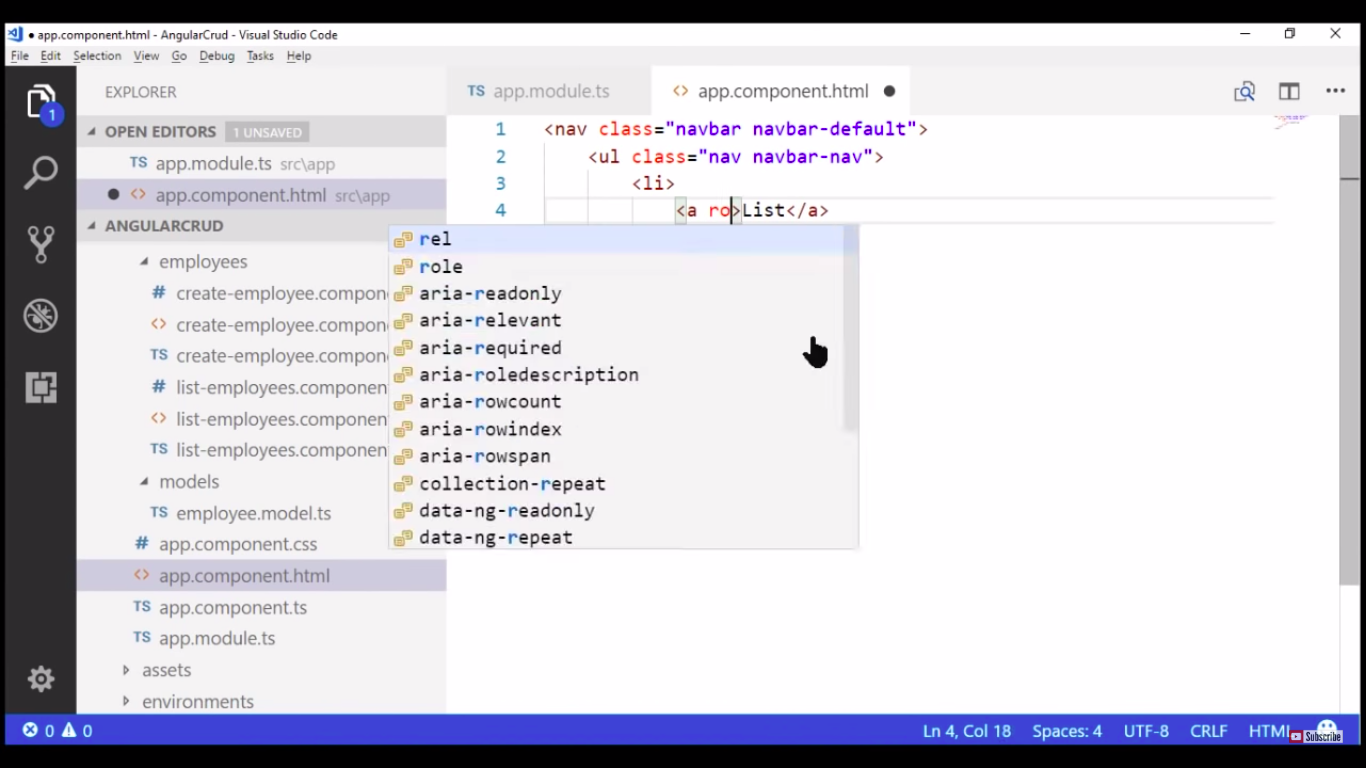 app.component.html - AngularCrud - Visual Studio Code
File Edit Selection View Go Debug Tasks Help
EXPLORER
OPEN EDITORS 1 UNSAVED
TS app.module.ts src\app
<> app.component.html src\app
ANGULARCRUD
employees
# create-employee.compon
<> create-employee.compon
TS create-employee.compon
# list-employees.componen
<> list-employees.componen
TS list-employees.componen
models
TS employee.model.ts
# app.component.css
<> app.component.html
TS app.component.ts
TS app.module.ts
assets
environments
1
TS app.module.ts
<> app.component.html
1 <nav class="navbar navbar-default">
2 <ul class="nav navbar-nav">
3 <li>
4 <a ro>List</a>
rel
role
aria-readonly
aria-relevant
aria-required
aria-roledescription
aria-rowcount
aria-rowindex
aria-rowspan
collection-repeat
data-ng-readonly
data-ng-repeat
0 0 Ln 4, Col 18 Spaces: 4 UTF-8 CRLF HTML
Subscribe